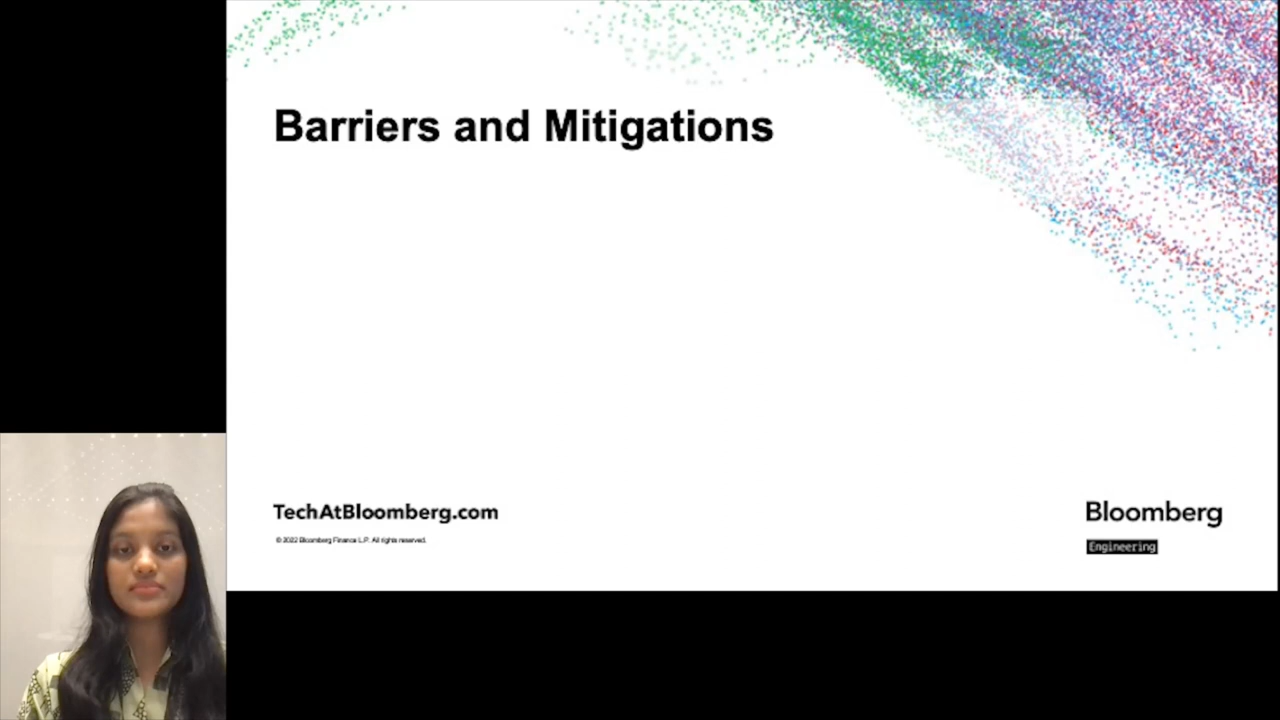 Barriers and Mitigations
TechAtBloomberg.com
© 2022 Bloomberg Finance L.P. All rights reserved.
Bloomberg
Engineering